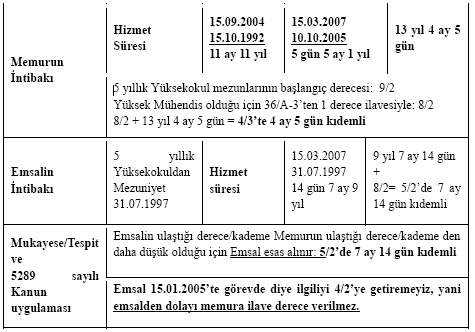 Memurun
İntibakı
Hizmet
Süresi
15.09.2004
15.10.1992
11 ay 11 yıl
15.03.2007
10.10.2005
5 gün 5 ay 1 yıl
13 yıl 4 ay 5
gün
5 yıllık Yüksekokul mezunlarının başlangıç derecesi: 9/2
Yüksek Mühendis olduğu için 36/A-3’ten 1 derece ilavesiyle: 8/2
8/2 + 13 yıl 4 ay 5 gün = 4/3’te 4 ay 5 gün kıdemli
Emsalin
İntibakı
5 yıllık
Yüksekokuldan
Mezuniyet
31.07.1997
Hizmet
süresi
15.03.2007
31.07.1997
14 gün 7 ay 9
yıl
9 yıl 7 ay 14 gün
+
8/2= 5/2’de 7 ay
14 gün kıdemli
Mukayese/Tespit
ve
5289 sayılı
Kanun
uygulaması
Emsalin ulaştığı derece/kademe Memurun ulaştığı derece/kademe den
daha düşük olduğu için Emsal esas alınır: 5/2’de 7 ay 14 gün kıdemli
Emsal 15.01.2005’te görevde diye ilgiliyi 4/2’ye getiremeyiz, yani
emsalden dolayı memura ilave derece verilmez.